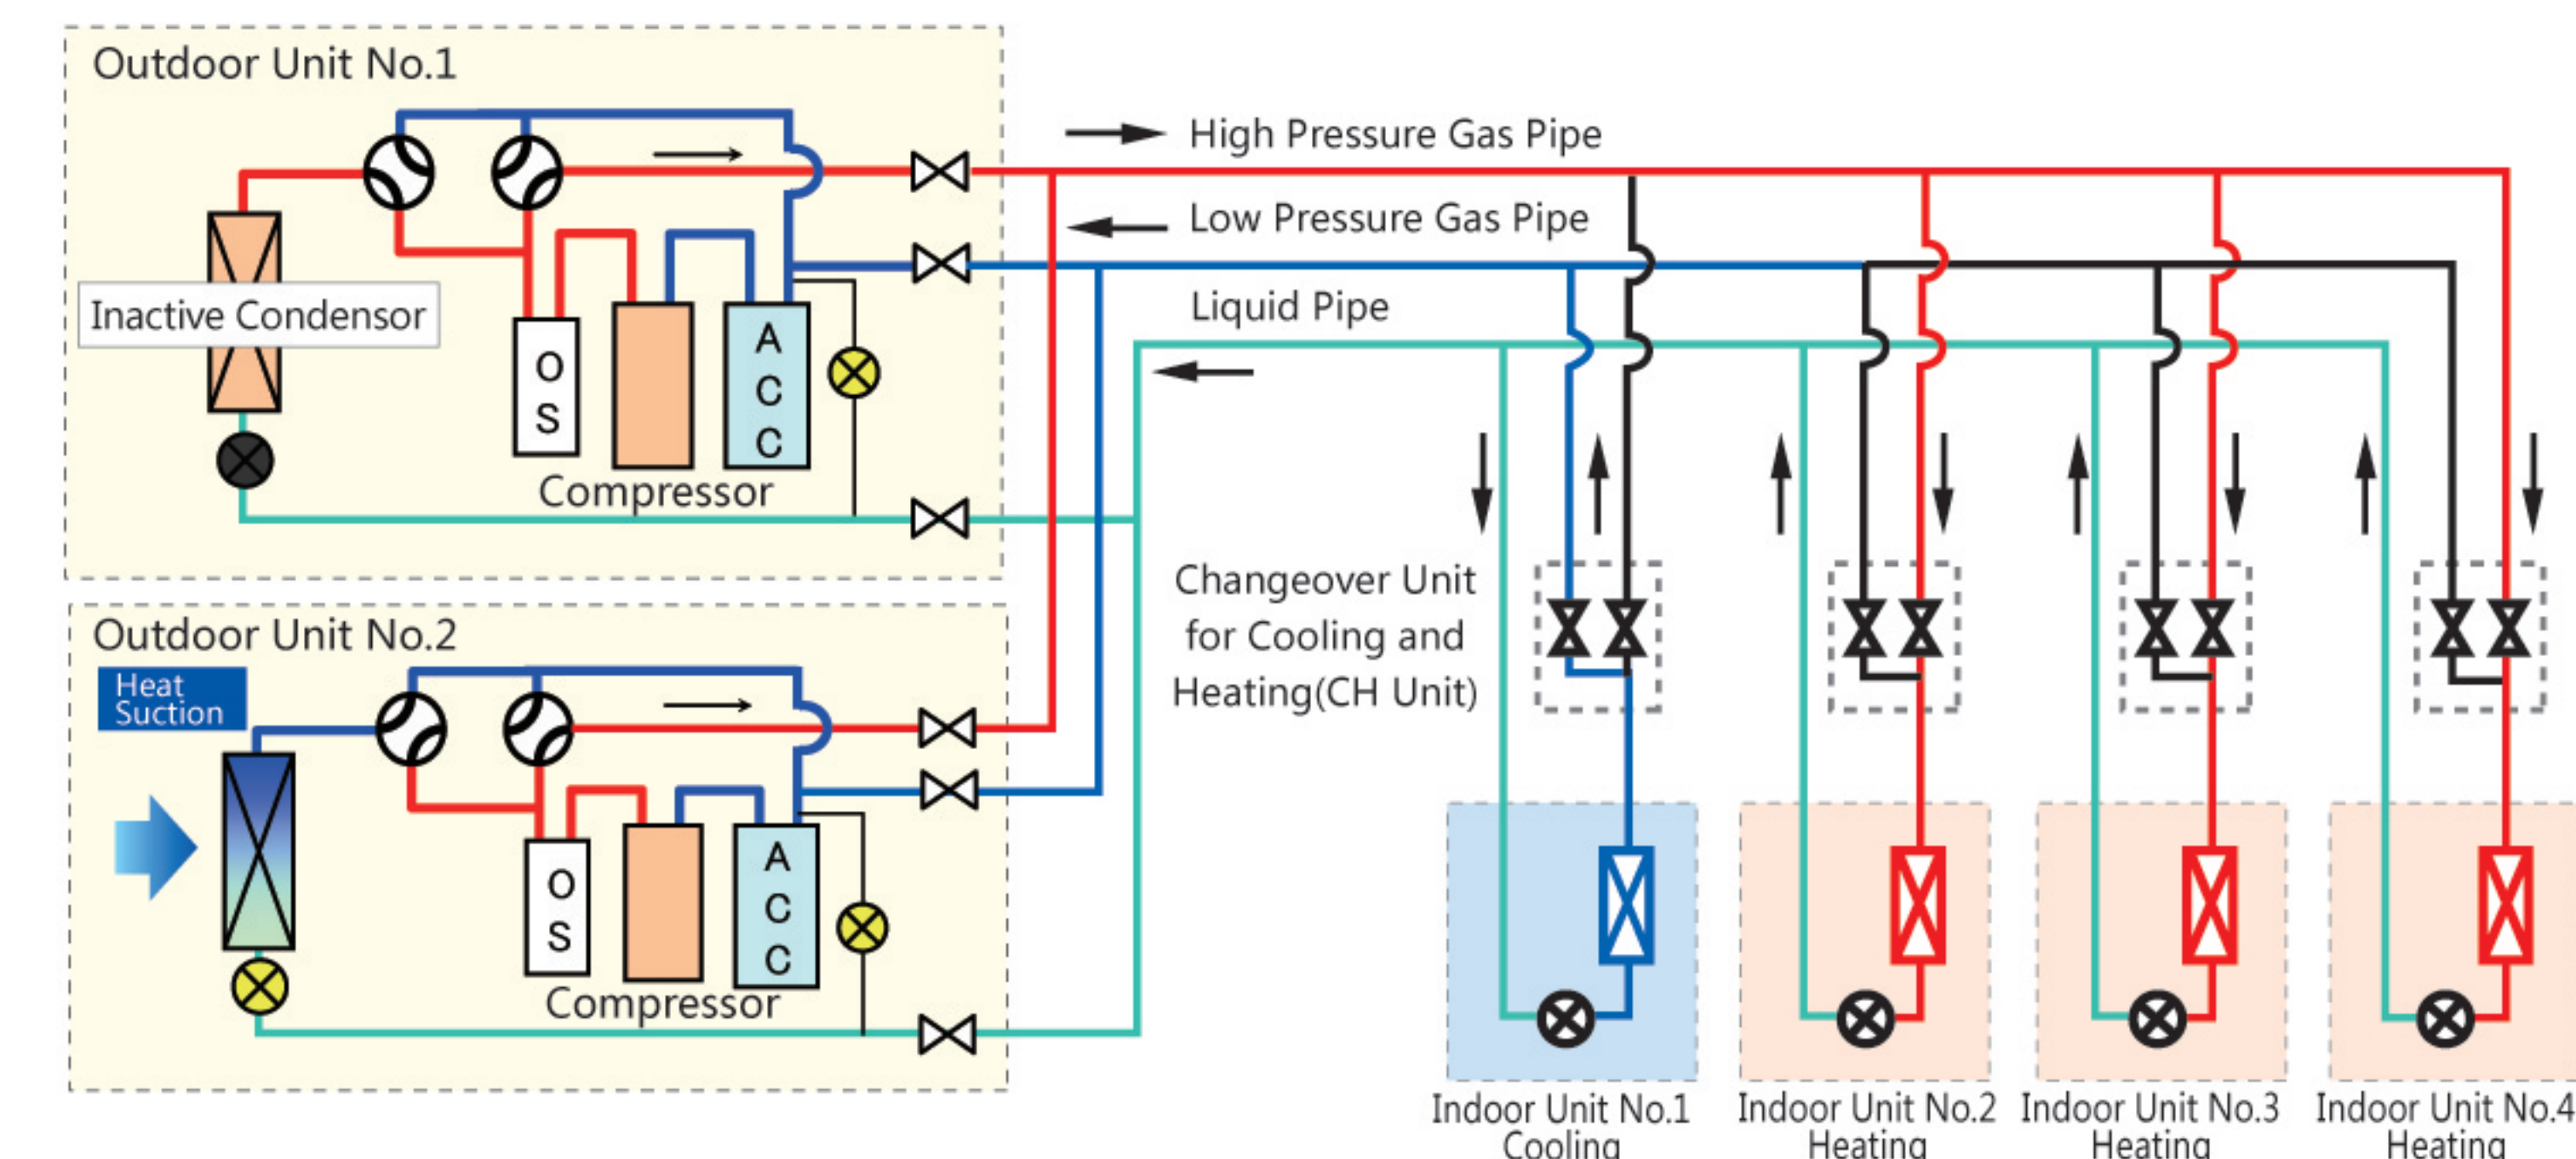 Outdoor Unit No.1
High Pressure Gas Pipe
Low Pressure Gas Pipe
Liquid Pipe
Inactive Condensor
O
S
A
C
C
Compressor
Changeover Unit
for Cooling and
Heating(CH Unit)
Outdoor Unit No.2
Heat
Suction
O
S
A
C
C
Compressor
Indoor Unit No.1
Cooling
Indoor Unit No.2
Heating
Indoor Unit No.3
Heating
Indoor Unit No.4
Heating